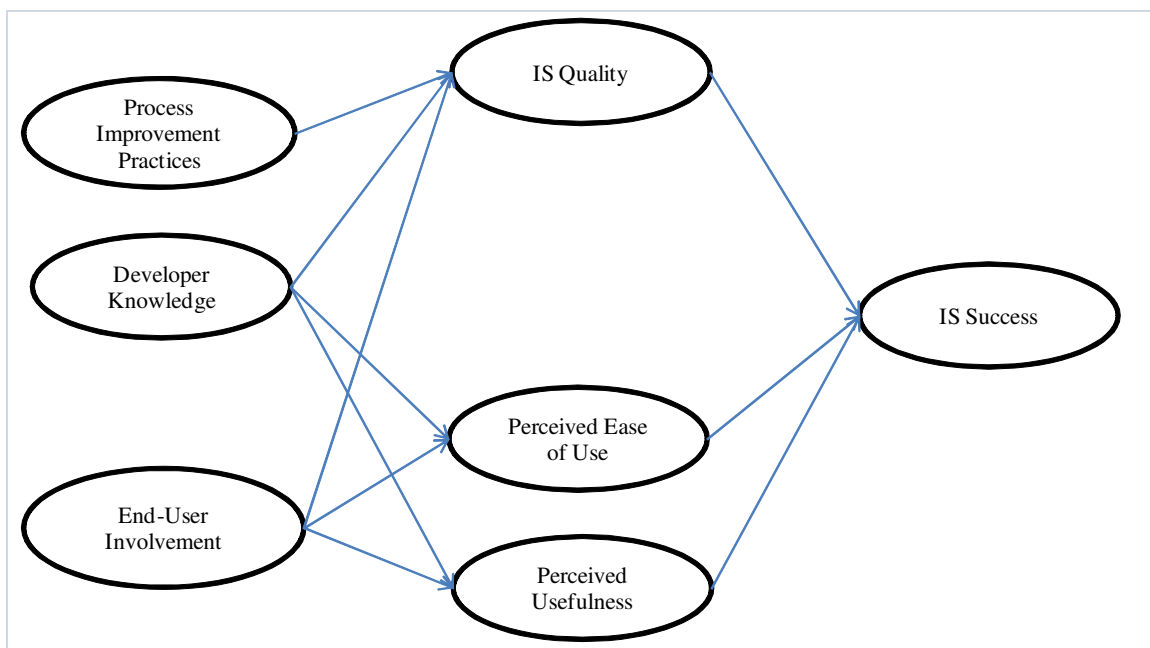 IS Quality
Process
Improvement
Practices
Developer
Knowledge
IS Success
Perceived Ease
of Use
End-User
Involvement
Perceived
Usefulness